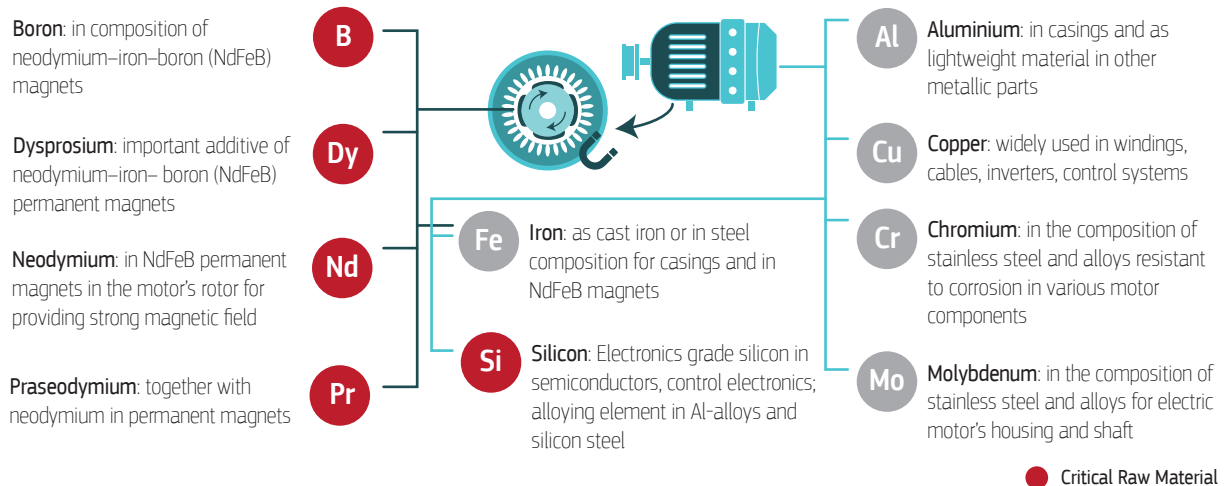 B
Boron: in composition of
neodymium–iron–boron (NdFeB)
magnets
Dy
Dysprosium: important additive of
neodymium–iron– boron (NdFeB)
permanent magnets
Nd
Neodymium: in NdFeB permanent
magnets in the motor's rotor for
providing strong magnetic field
Pr
Praseodymium: together with
neodymium in permanent magnets
Fe
Iron: as cast iron or in steel
composition for casings and in
NdFeB magnets
Si
Silicon: Electronics grade silicon in
semiconductors, control electronics;
alloying element in Al-alloys and
silicon steel
Al
Aluminium: in casings and as
lightweight material in other
metallic parts
Cu
Copper: widely used in windings,
cables, inverters, control systems
Cr
Chromium: in the composition of
stainless steel and alloys resistant
to corrosion in various motor
components
Mo
Molybdenum: in the composition of
stainless steel and alloys for electric
motor's housing and shaft
Critical Raw Material